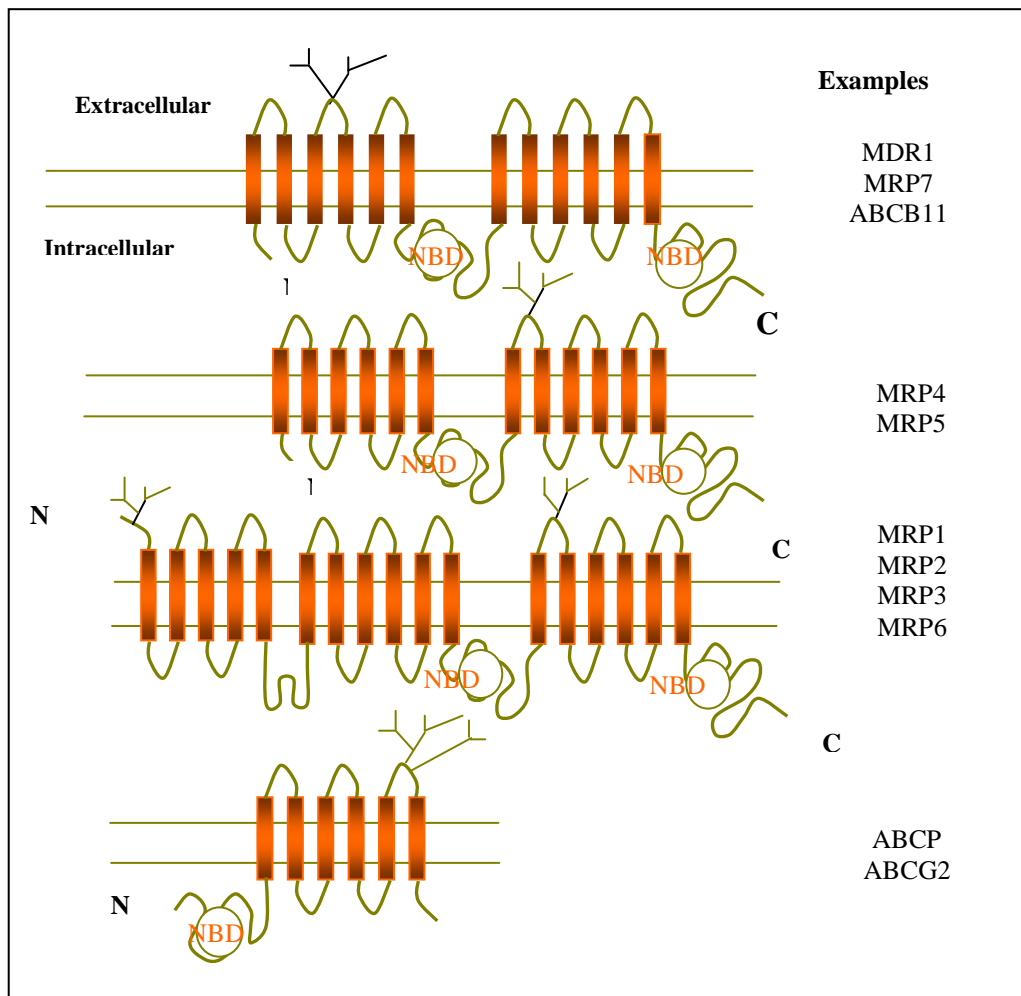 Examples
Extracellular
MDR1
MRP7
ABCB11
Intracellular
NBD
NBD
C
MRP4
MRP5
NBD
NBD
N
C
MRP1
MRP2
MRP3
MRP6
NBD
NBD
C
ABCP
ABCG2
N
NBD